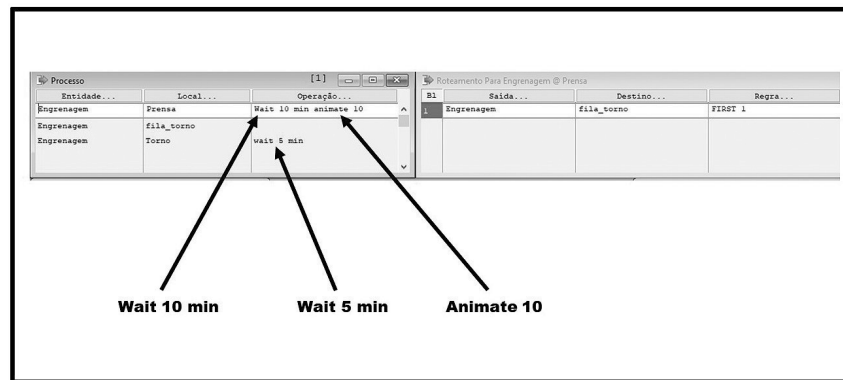 Processo [1] Roteamento Para Engrenagem @ Prensa
Entidade... Local... Operação... B1 Saída... Destino... Regra...
Engrenagem Prensa Wait 10 min animate 10 1 Engrenagem fila_torno FIRST 1
Engrenagem fila_torno
Engrenagem Torno wait 5 min
Wait 10 min Wait 5 min Animate 10